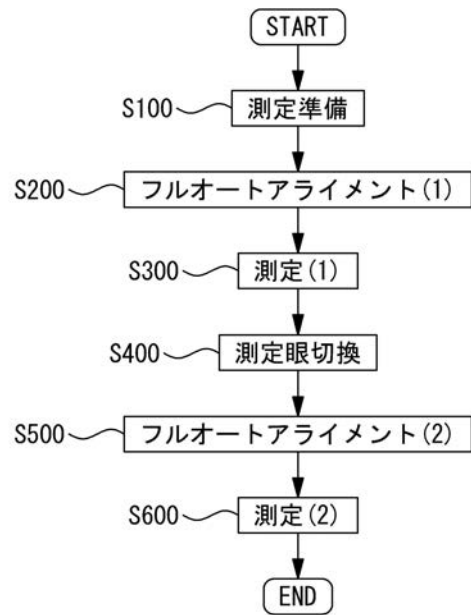 START
S100 測定準備
S200 フルオートアライメント(1)
S300 測定(1)
S400 測定眼切換
S500 フルオートアライメント(2)
S600 測定(2)
END